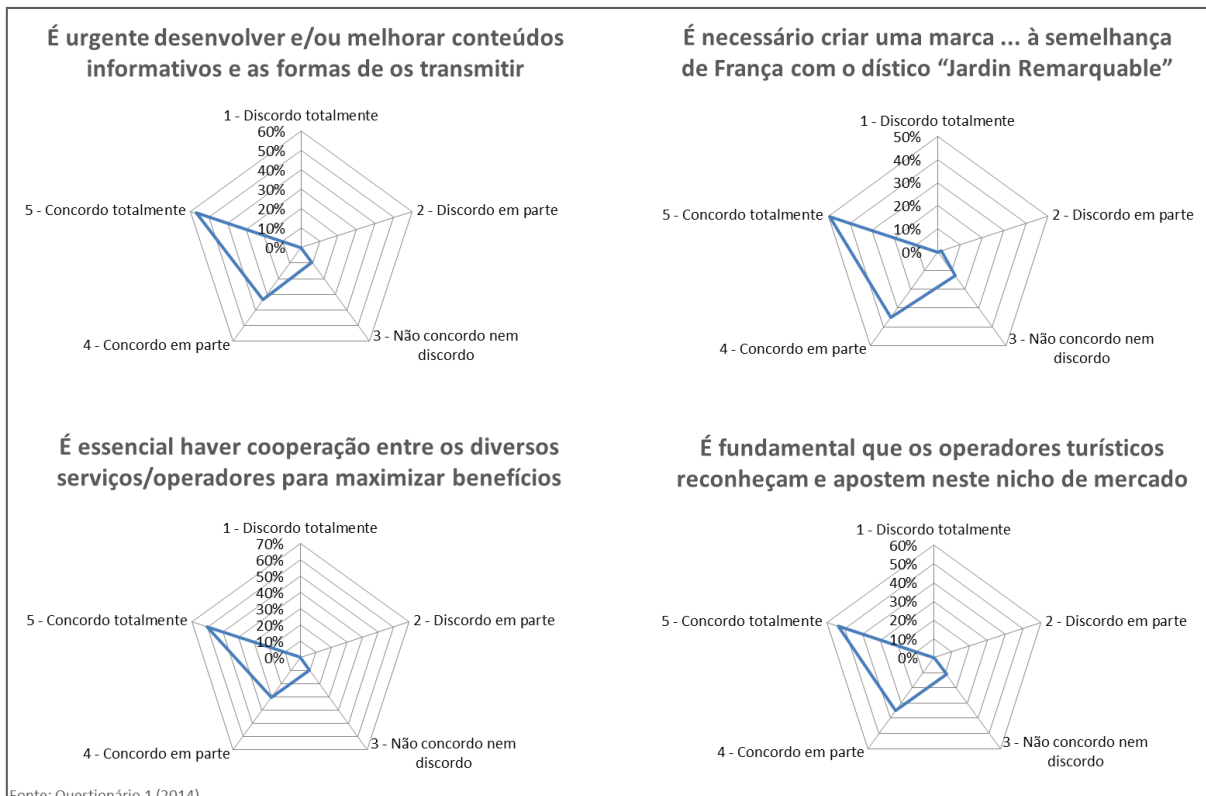 É urgente desenvolver e/ou melhorar conteúdos
informativos e as formas de os transmitir
1 - Discordo totalmente
60%
50%
40%
30%
20%
10%
0%
2 - Discordo em parte
3 - Não concordo nem
discordo
4 - Concordo em parte
5 - Concordo totalmente
É necessário criar uma marca ... à semelhança
de França com o dístico “Jardin Remarquable”
1 - Discordo totalmente
50%
40%
30%
20%
10%
0%
2 - Discordo em parte
3 - Não concordo nem
discordo
4 - Concordo em parte
5 - Concordo totalmente
É essencial haver cooperação entre os diversos
serviços/operadores para maximizar benefícios
1 - Discordo totalmente
70%
60%
50%
40%
30%
20%
10%
0%
2 - Discordo em parte
3 - Não concordo nem
discordo
4 - Concordo em parte
5 - Concordo totalmente
É fundamental que os operadores turísticos
reconheçam e apostem neste nicho de mercado
1 - Discordo totalmente
60%
50%
40%
30%
20%
10%
0%
2 - Discordo em parte
3 - Não concordo nem
discordo
4 - Concordo em parte
5 - Concordo totalmente
Fonte: Questionário 1 (2014)